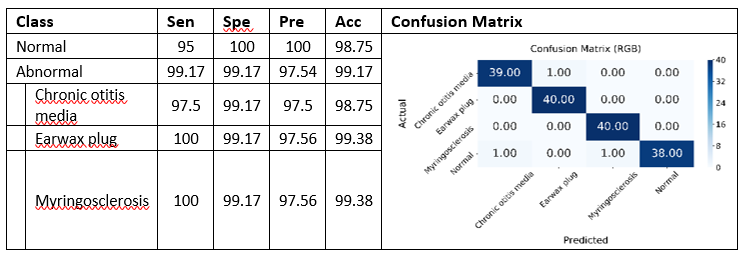 Class Sen Spe Pre Acc Confusion Matrix
Normal 95 100 100 98.75
Abnormal 99.17 99.17 97.54 99.17
Chronic otitis
media 97.5 99.17 97.5 98.75
Earwax plug 100 99.17 97.56 99.38
Myringosclerosis 100 99.17 97.56 99.38
Confusion Matrix (RGB)
Actual
Chronic otitis media 39.00 1.00 0.00 0.00
Earwax plug 0.00 40.00 0.00 0.00
Myringosclerosis 0.00 0.00 40.00 0.00
Normal 1.00 0.00 1.00 38.00
40
32
24
16
8
0
Chronic otitis media
Earwax plug
Myringosclerosis
Normal
Predicted